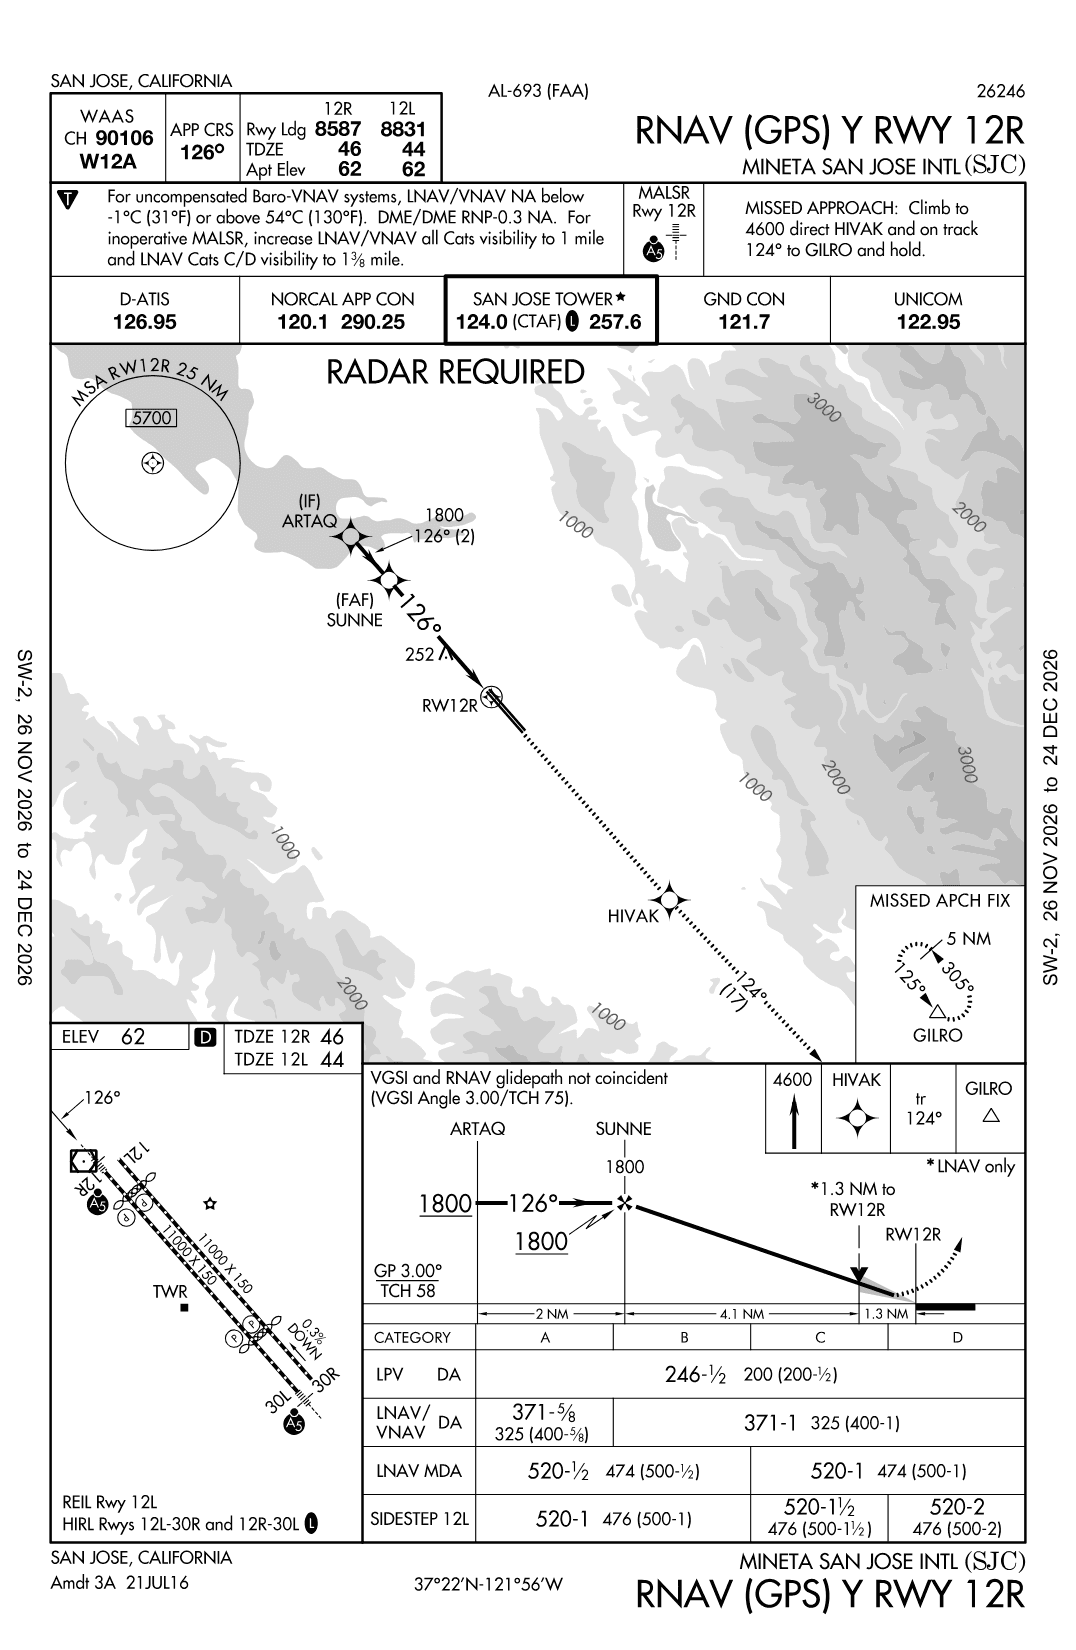 SAN JOSE, CALIFORNIA
AL-693 (FAA)
26246
WAAS
CH 90106
W12A
APP CRS
126°
12R 12L
Rwy Ldg 8587 8831
TDZE 46 44
Apt Elev 62 62
RNAV (GPS) Y RWY 12R
MINETA SAN JOSE INTL (SJC)
T
For uncompensated Baro-VNAV systems, LNAV/VNAV NA below
-1°C (31°F) or above 54°C (130°F). DME/DME RNP-0.3 NA. For
inoperative MALSR, increase LNAV/VNAV all Cats visibility to 1 mile
and LNAV Cats C/D visibility to 1⅜ mile.
MALSR
Rwy 12R
A5
MISSED APPROACH: Climb to
4600 direct HIVAK and on track
124° to GILRO and hold.
D-ATIS
126.95
NORCAL APP CON
120.1 290.25
SAN JOSE TOWER★
124.0 (CTAF) L 257.6
GND CON
121.7
UNICOM
122.95
MSA RW12R 25 NM
5700
RADAR REQUIRED
3000
2000
1000
(IF)
ARTAQ
1800
126° (2)
(FAF)
SUNNE
126°
252
RW12R
1000
2000
3000
1000
2000
1000
HIVAK
124°
(17)
MISSED APCH FIX
5 NM
305°
125°
GILRO
SW-2, 26 NOV 2026 to 24 DEC 2026
SW-2, 26 NOV 2026 to 24 DEC 2026
ELEV 62
D
TDZE 12R 46
TDZE 12L 44
126°
12L
12R
A5
P
P
11000 X 150
11000 X 150
TWR
P
P
0.3%
DOWN
30R
30L
A5
REIL Rwy 12L
HIRL Rwys 12L-30R and 12R-30L L
VGSI and RNAV glidepath not coincident
(VGSI Angle 3.00/TCH 75).
4600
HIVAK
tr
124°
GILRO
ARTAQ
SUNNE
1800
*LNAV only
*1.3 NM to
RW12R
RW12R
1800
126°
1800
GP 3.00°
TCH 58
2 NM
4.1 NM
1.3 NM
CATEGORY A B C D
LPV DA 246-½ 200 (200-½)
LNAV/
VNAV DA
371-⅝
325 (400-⅝)
371-1 325 (400-1)
LNAV MDA 520-½ 474 (500-½) 520-1 474 (500-1)
SIDESTEP 12L 520-1 476 (500-1)
520-1½
476 (500-1½)
520-2
476 (500-2)
SAN JOSE, CALIFORNIA
Amdt 3A 21JUL16
37°22'N-121°56'W
MINETA SAN JOSE INTL (SJC)
RNAV (GPS) Y RWY 12R